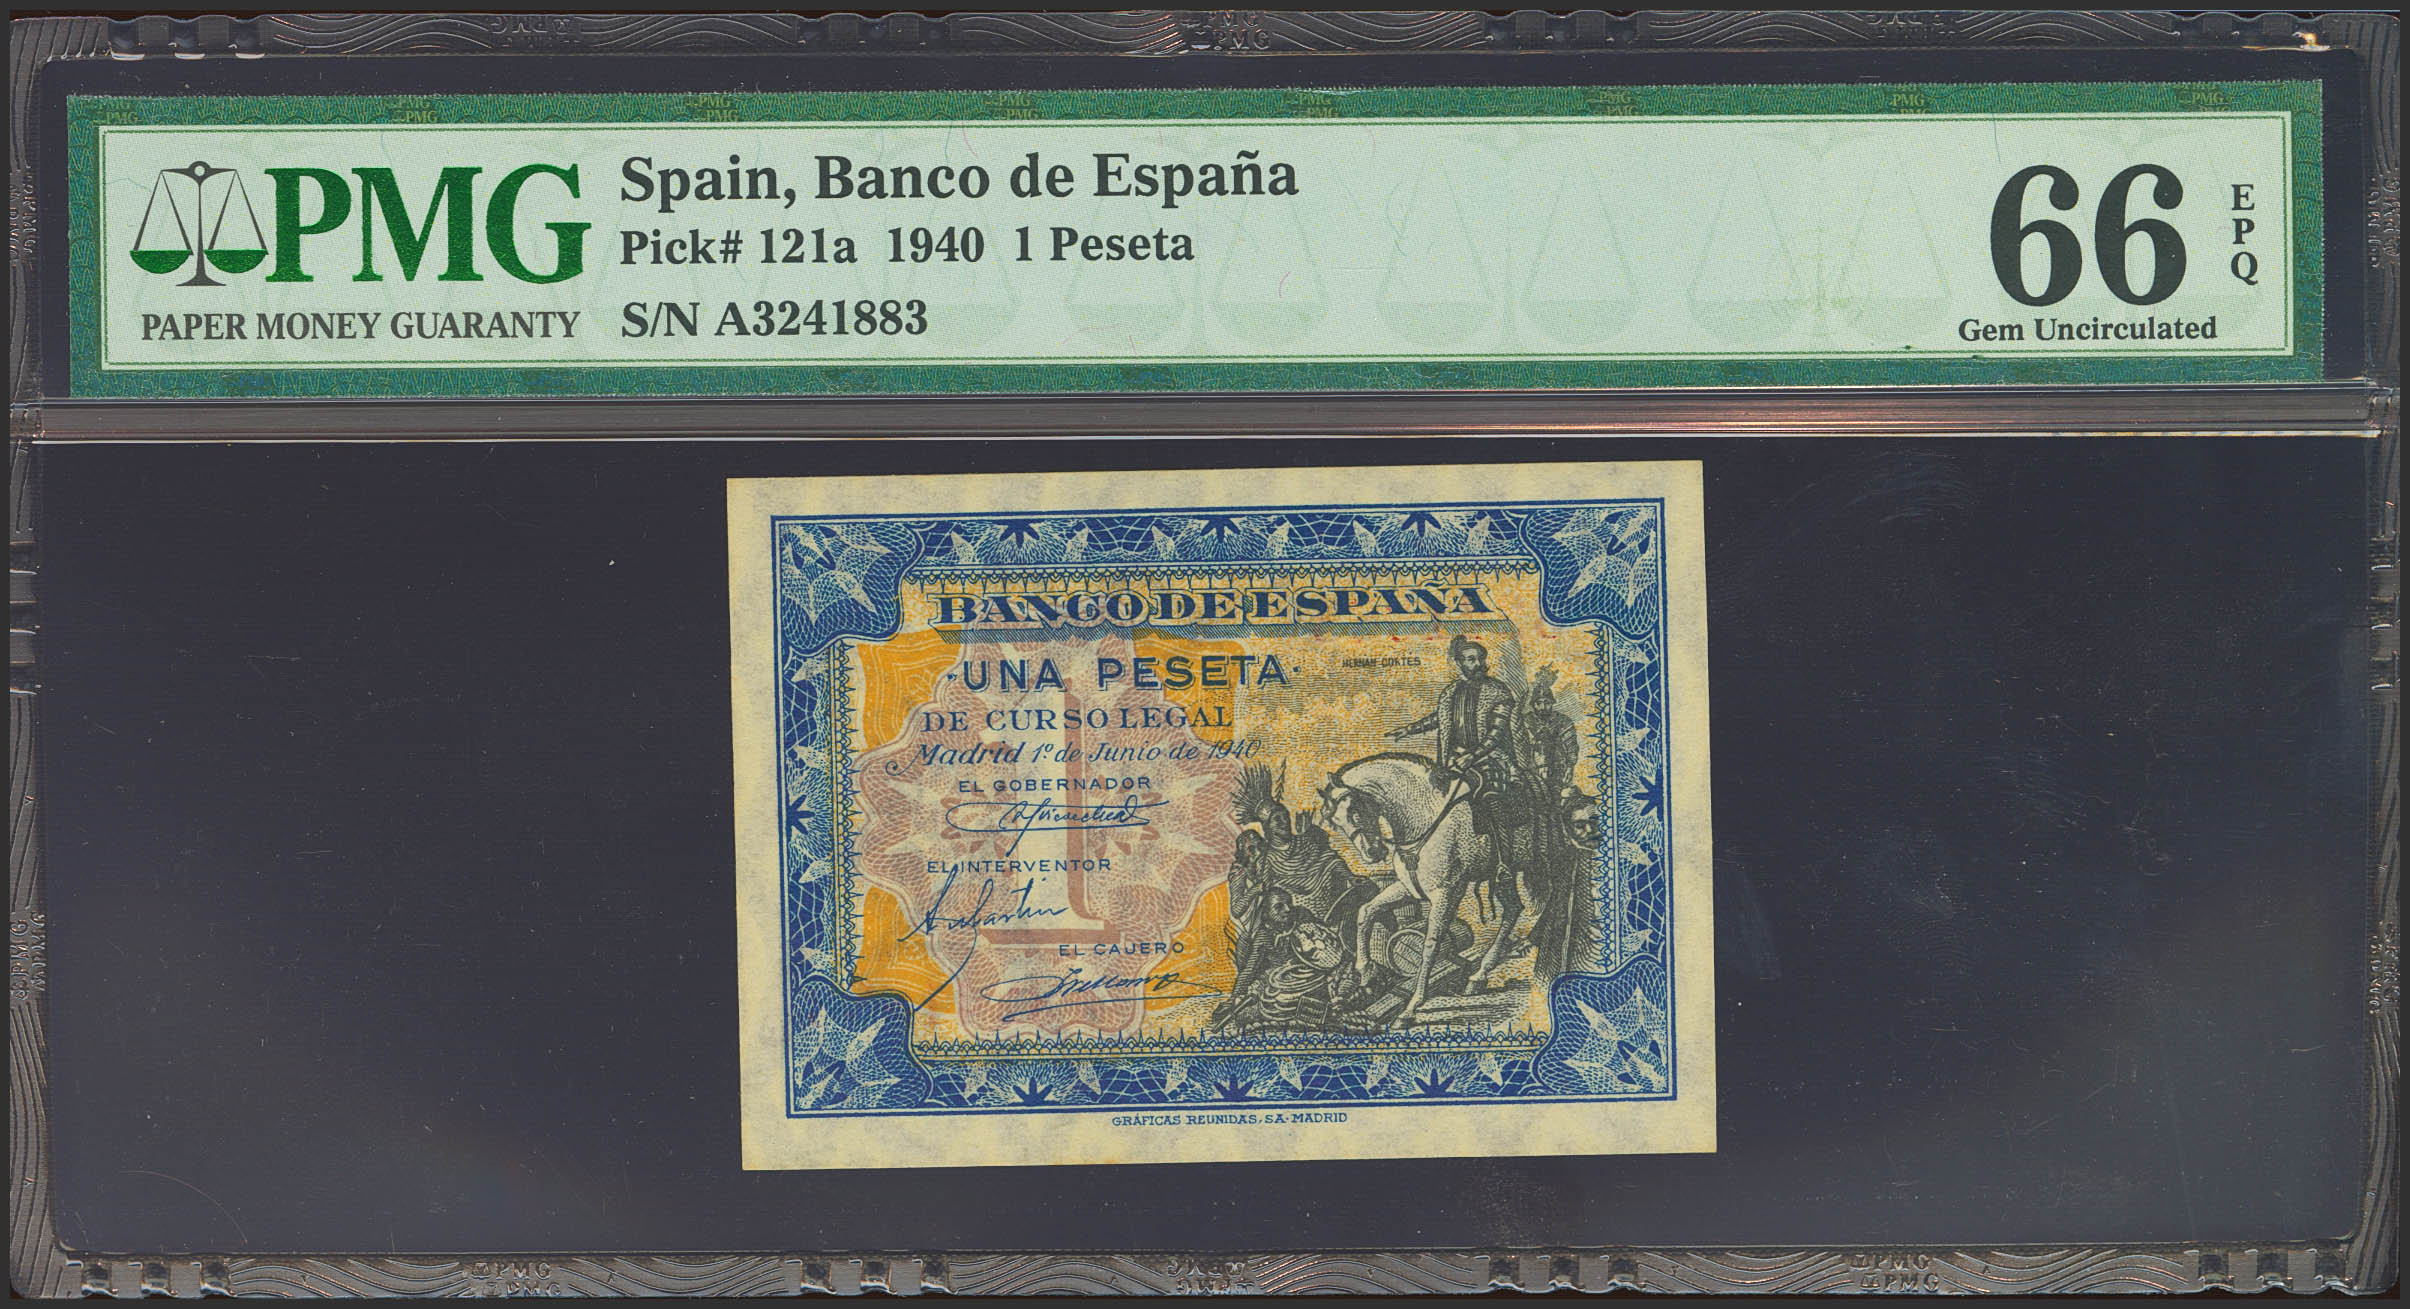 PMG
PAPER MONEY GUARANTY
Spain, Banco de España
Pick# 121a 1940 1 Peseta
S/N A3241883
66
EPQ
Gem Uncirculated
BANCO DE ESPAÑA
·UNA PESETA·
HERNAN CORTES
DE CURSO LEGAL
Madrid 1º de Junio de 1940
EL GOBERNADOR
EL INTERVENTOR
EL CAJERO
1
GRÁFICAS REUNIDAS, S.A.-MADRID